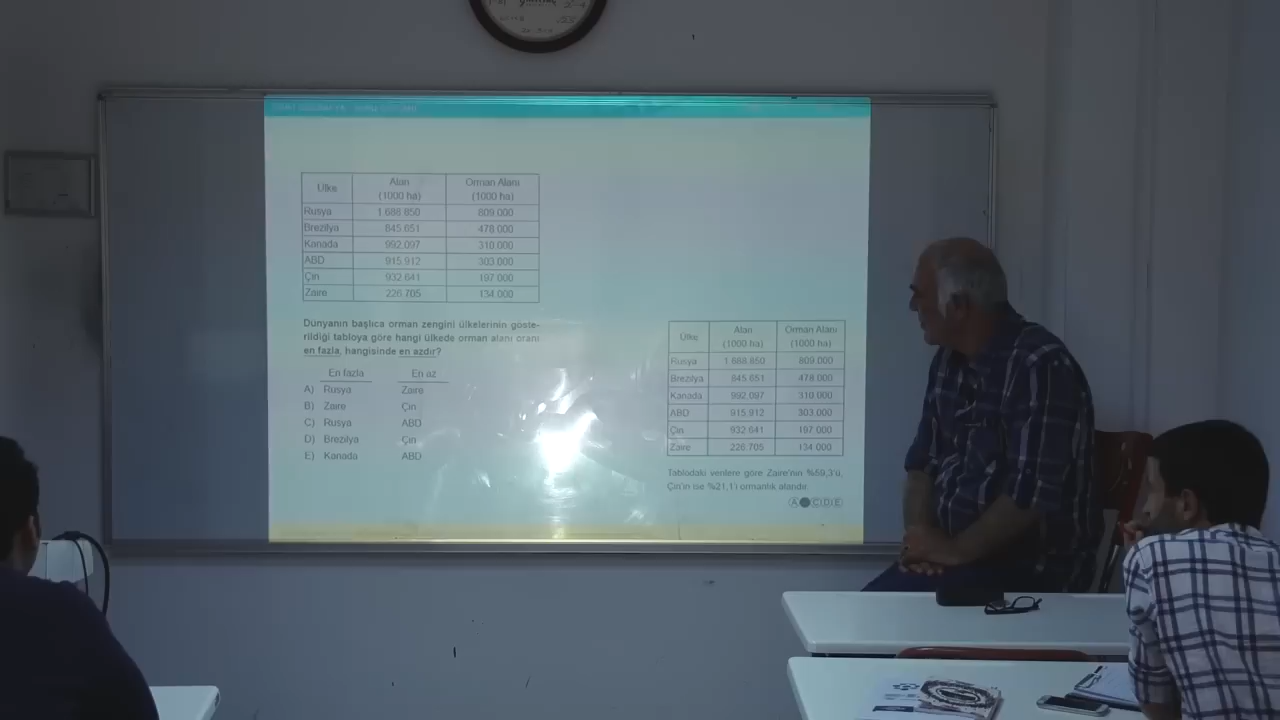 Ülke Alan Orman Alanı
(1000 ha) (1000 ha)
Rusya 1.688.850 809.000
Brezilya 845.651 478.000
Kanada 992.097 310.000
ABD 915.912 303.000
Çin 932.641 197.000
Zaire 226.705 134.000
Dünyanın başlıca orman zengini ülkelerinin göste-
rildiği tabloya göre hangi ülkede orman alanı oranı
en fazla, hangisinde en azdır?
En fazla En az
A) Rusya Zaire
B) Zaire Çin
C) Rusya ABD
D) Brezilya Çin
E) Kanada ABD
Ülke Alan Orman Alanı
(1000 ha) (1000 ha)
Rusya 1.688.850 809.000
Brezilya 845.651 478.000
Kanada 992.097 310.000
ABD 915.912 303.000
Çin 932.641 197.000
Zaire 226.705 134.000
Tablodaki verilere göre Zaire'nin %59,3'ü,
Çin'in ise %21,1'i ormanlık alandır.
A C D E